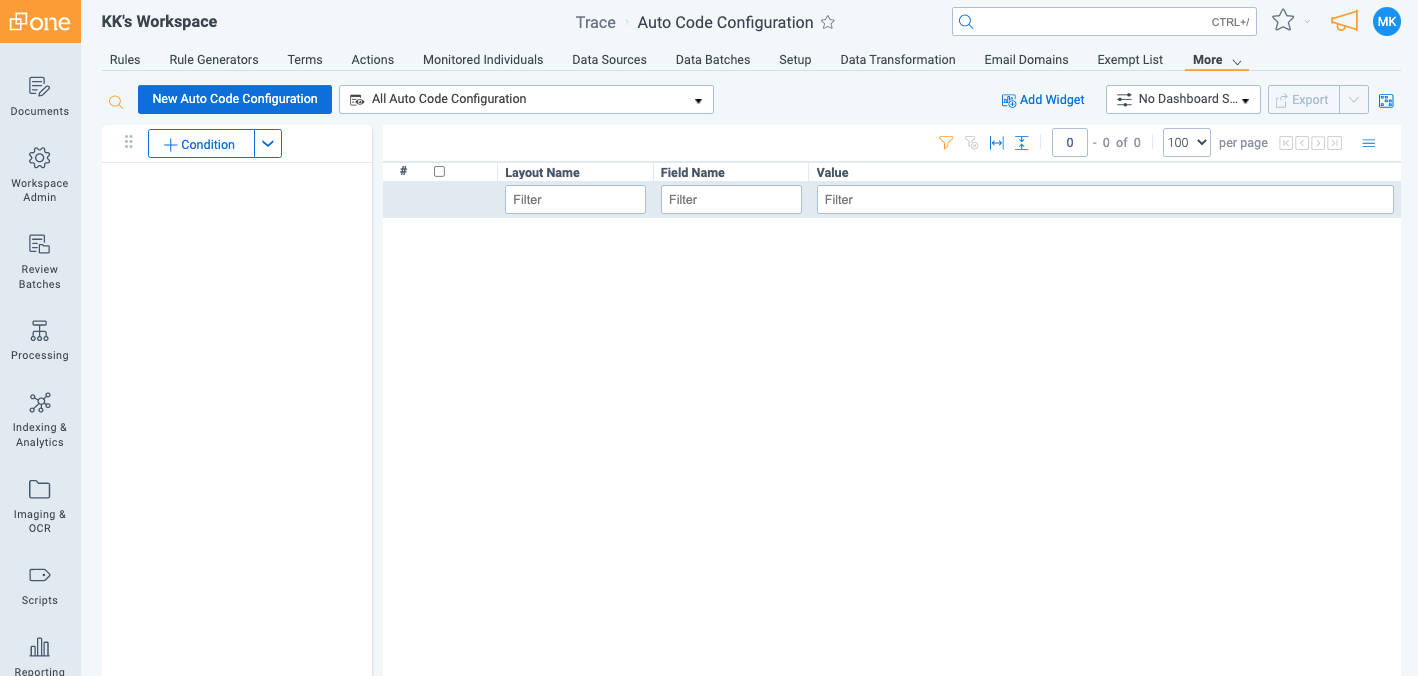 one
KK's Workspace
Trace
Auto Code Configuration
CTRL+/
MK
Rules
Rule Generators
Terms
Actions
Monitored Individuals
Data Sources
Data Batches
Setup
Data Transformation
Email Domains
Exempt List
More
New Auto Code Configuration
All Auto Code Configuration
Add Widget
No Dashboard S...
Export
Condition
0 - 0 of 0
100
per page
#
Layout Name
Field Name
Value
Filter
Filter
Filter
Documents
Workspace
Admin
Review
Batches
Processing
Indexing &
Analytics
Imaging &
OCR
Scripts
Reporting